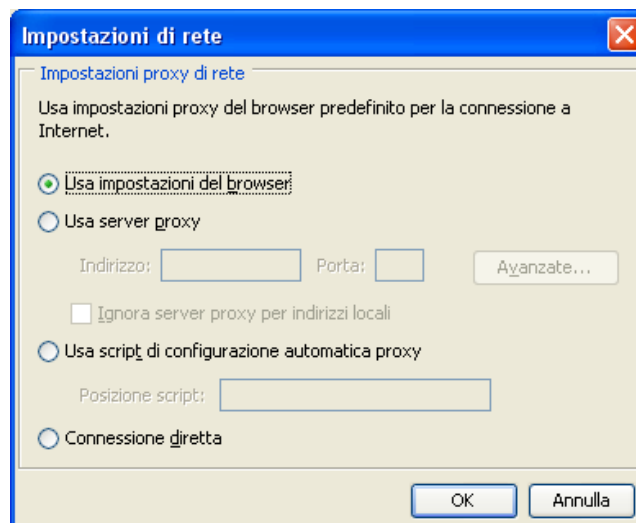 Impostazioni di rete
Impostazioni proxy di rete
Usa impostazioni proxy del browser predefinito per la connessione a
Internet.
Usa impostazioni del browser
Usa server proxy
Indirizzo: Porta: Avanzate...
Ignora server proxy per indirizzi locali
Usa script di configurazione automatica proxy
Posizione script:
Connessione diretta
OK Annulla